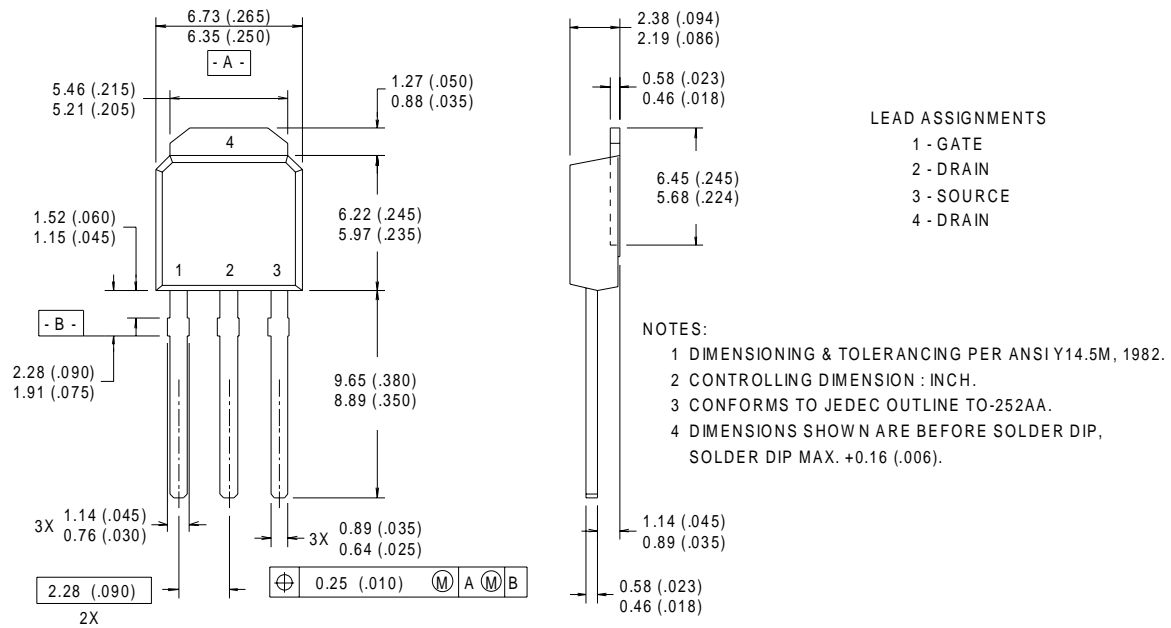 6.73 (.265)
6.35 (.250)
- A -
5.46 (.215)
5.21 (.205)
1.27 (.050)
0.88 (.035)
4
1.52 (.060)
1.15 (.045)
6.22 (.245)
5.97 (.235)
1 2 3
- B -
2.28 (.090)
1.91 (.075)
9.65 (.380)
8.89 (.350)
3X 1.14 (.045)
0.76 (.030)
3X 0.89 (.035)
0.64 (.025)
2.28 (.090)
2X
⌖ 0.25 (.010) Ⓜ A Ⓜ B
2.38 (.094)
2.19 (.086)
0.58 (.023)
0.46 (.018)
6.45 (.245)
5.68 (.224)
1.14 (.045)
0.89 (.035)
0.58 (.023)
0.46 (.018)
LEAD ASSIGNMENTS
1 - GATE
2 - DRAIN
3 - SOURCE
4 - DRAIN
NOTES:
1 DIMENSIONING & TOLERANCING PER ANSI Y14.5M, 1982.
2 CONTROLLING DIMENSION : INCH.
3 CONFORMS TO JEDEC OUTLINE TO-252AA.
4 DIMENSIONS SHOWN ARE BEFORE SOLDER DIP,
SOLDER DIP MAX. +0.16 (.006).